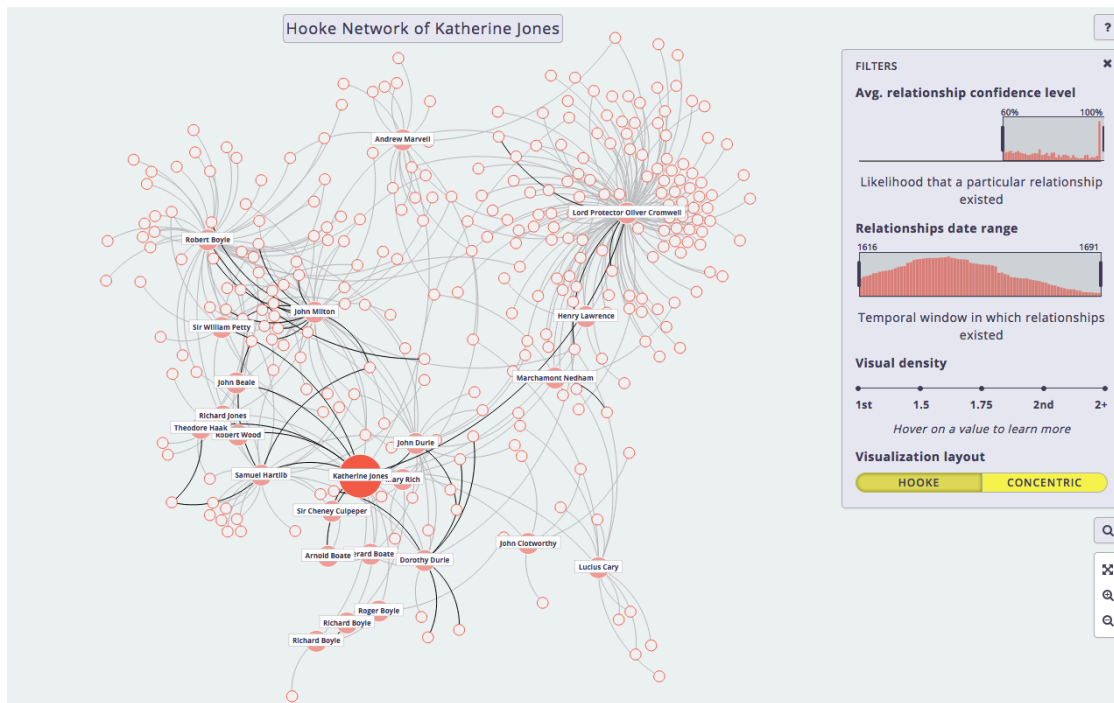 Hooke Network of Katherine Jones
?
FILTERS
Avg. relationship confidence level
60% 100%
Likelihood that a particular relationship
existed
Relationships date range
1616 1691
Temporal window in which relationships
existed
Visual density
1st 1.5 1.75 2nd 2+
Hover on a value to learn more
Visualization layout
HOOKE CONCENTRIC
Andrew Marvell
Lord Protector Oliver Cromwell
Robert Boyle
John Milton
Henry Lawrence
Sir William Petty
John Beale
Marchamont Nedham
Richard Jones
Theodore Haak
Robert Wood
John Durie
Samuel Hartlib
Katherine Jones
Mary Rich
Sir Cheney Culpeper
John Clotworthy
Arnold Boate
erard Boate
Dorothy Durie
Lucius Cary
Roger Boyle
Richard Boyle
Richard Boyle